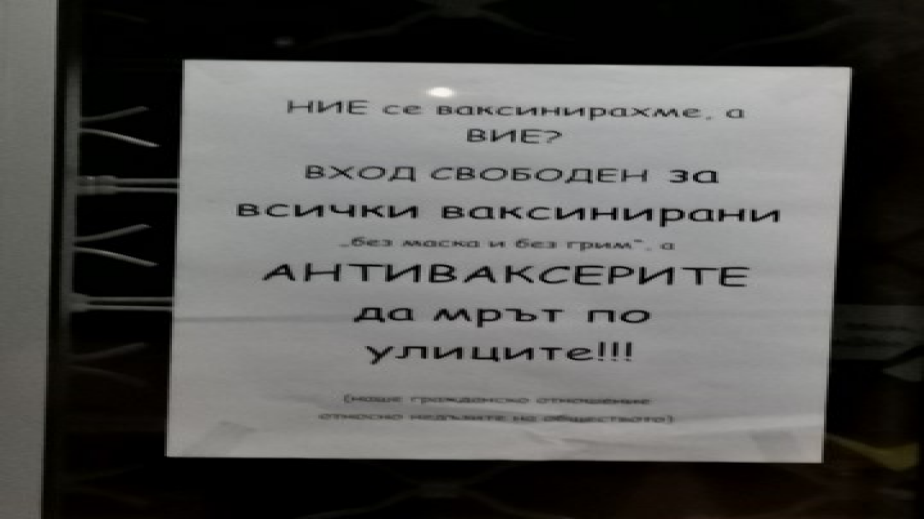 НИЕ се ваксинирахме, а
ВИЕ?
ВХОД СВОБОДЕН за
всички ваксинирани
„без маска и без грим“, а
АНТИВАКСЕРИТЕ
да мрът по
улиците!!!
(наше гражданско отношение
относно недъзите на обществото)